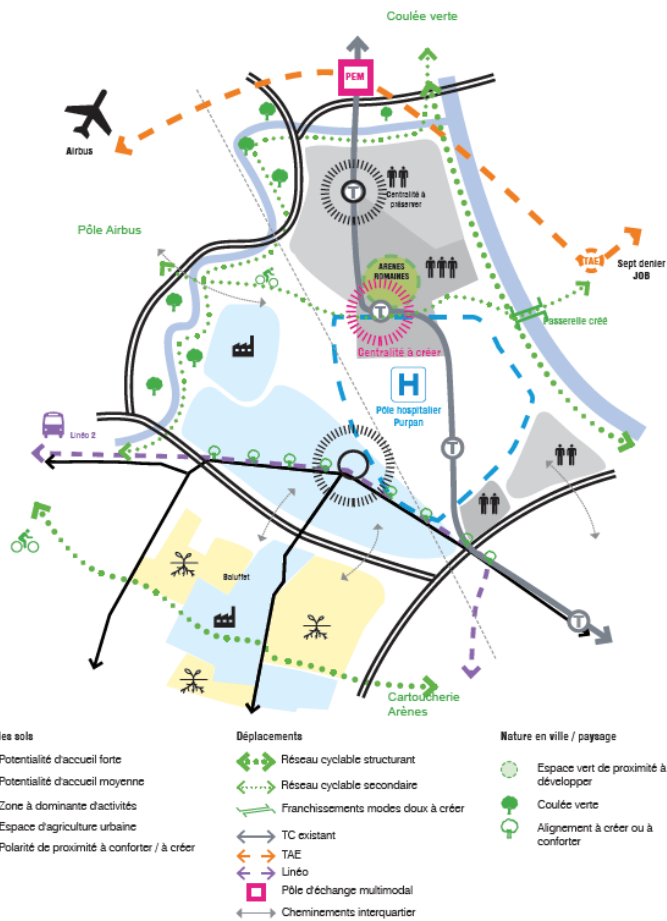 Coulée verte
PEM
Airbus
Centralité à
préserver
T
Pôle Airbus
ARENES
ROMAINES
TAE
Sept denier
JOB
T
Passerelle créé
Centralité à créer
H
Pôle hospitalier
Purpan
Linéo 2
T
Baluffet
T
Cartoucherie
Arènes
les sols
Potentialité d'accueil forte
Potentialité d'accueil moyenne
Zone à dominante d'activités
Espace d'agriculture urbaine
Polarité de proximité à conforter / à créer
Déplacements
Réseau cyclable structurant
Réseau cyclable secondaire
Franchissements modes doux à créer
TC existant
TAE
Linéo
Pôle d'échange multimodal
Cheminements interquartier
Nature en ville / paysage
Espace vert de proximité à
développer
Coulée verte
Alignement à créer ou à
conforter